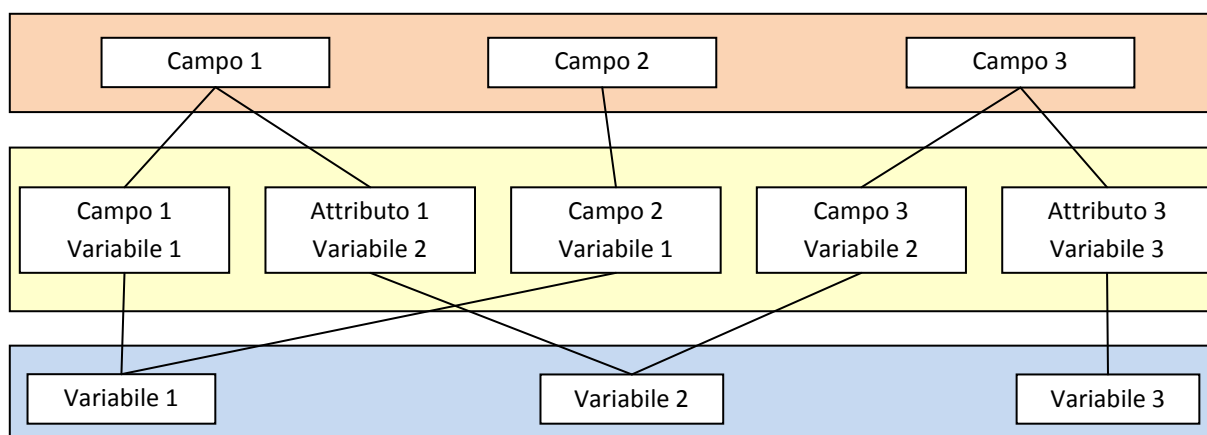 Campo 1
Campo 2
Campo 3
Campo 1
Variabile 1
Attributo 1
Variabile 2
Campo 2
Variabile 1
Campo 3
Variabile 2
Attributo 3
Variabile 3
Variabile 1
Variabile 2
Variabile 3